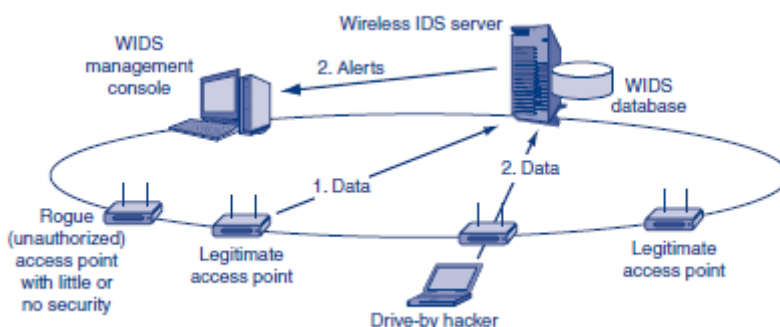 Wireless IDS server
WIDS
management
console
2. Alerts
WIDS
database
1. Data
2. Data
Rogue
(unauthorized)
access point
with little or
no security
Legitimate
access point
Legitimate
access point
Drive-by hacker